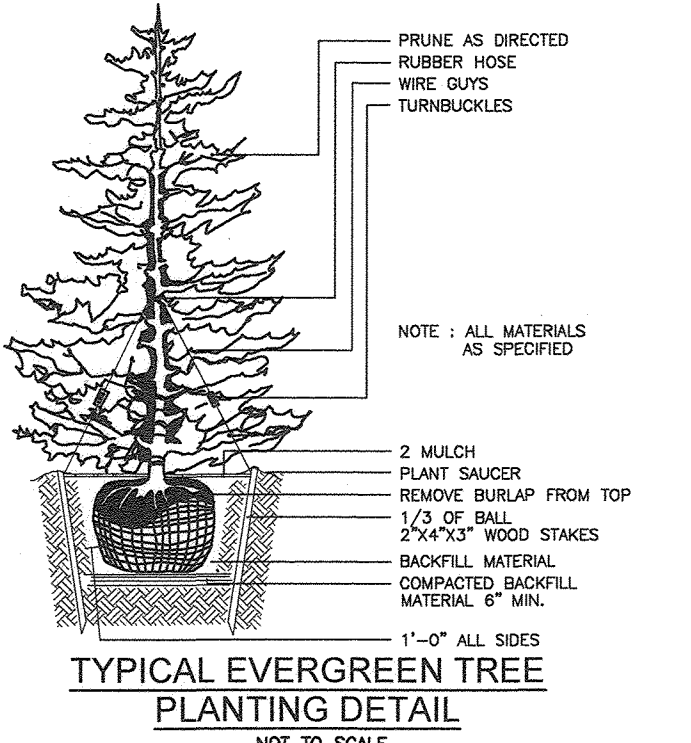 PRUNE AS DIRECTED
RUBBER HOSE
WIRE GUYS
TURNBUCKLES
NOTE : ALL MATERIALS
AS SPECIFIED
2 MULCH
PLANT SAUCER
REMOVE BURLAP FROM TOP
1/3 OF BALL
2"X4"X3" WOOD STAKES
BACKFILL MATERIAL
COMPACTED BACKFILL
MATERIAL 6" MIN.
1'-0" ALL SIDES
TYPICAL EVERGREEN TREE
PLANTING DETAIL
NOT TO SCALE